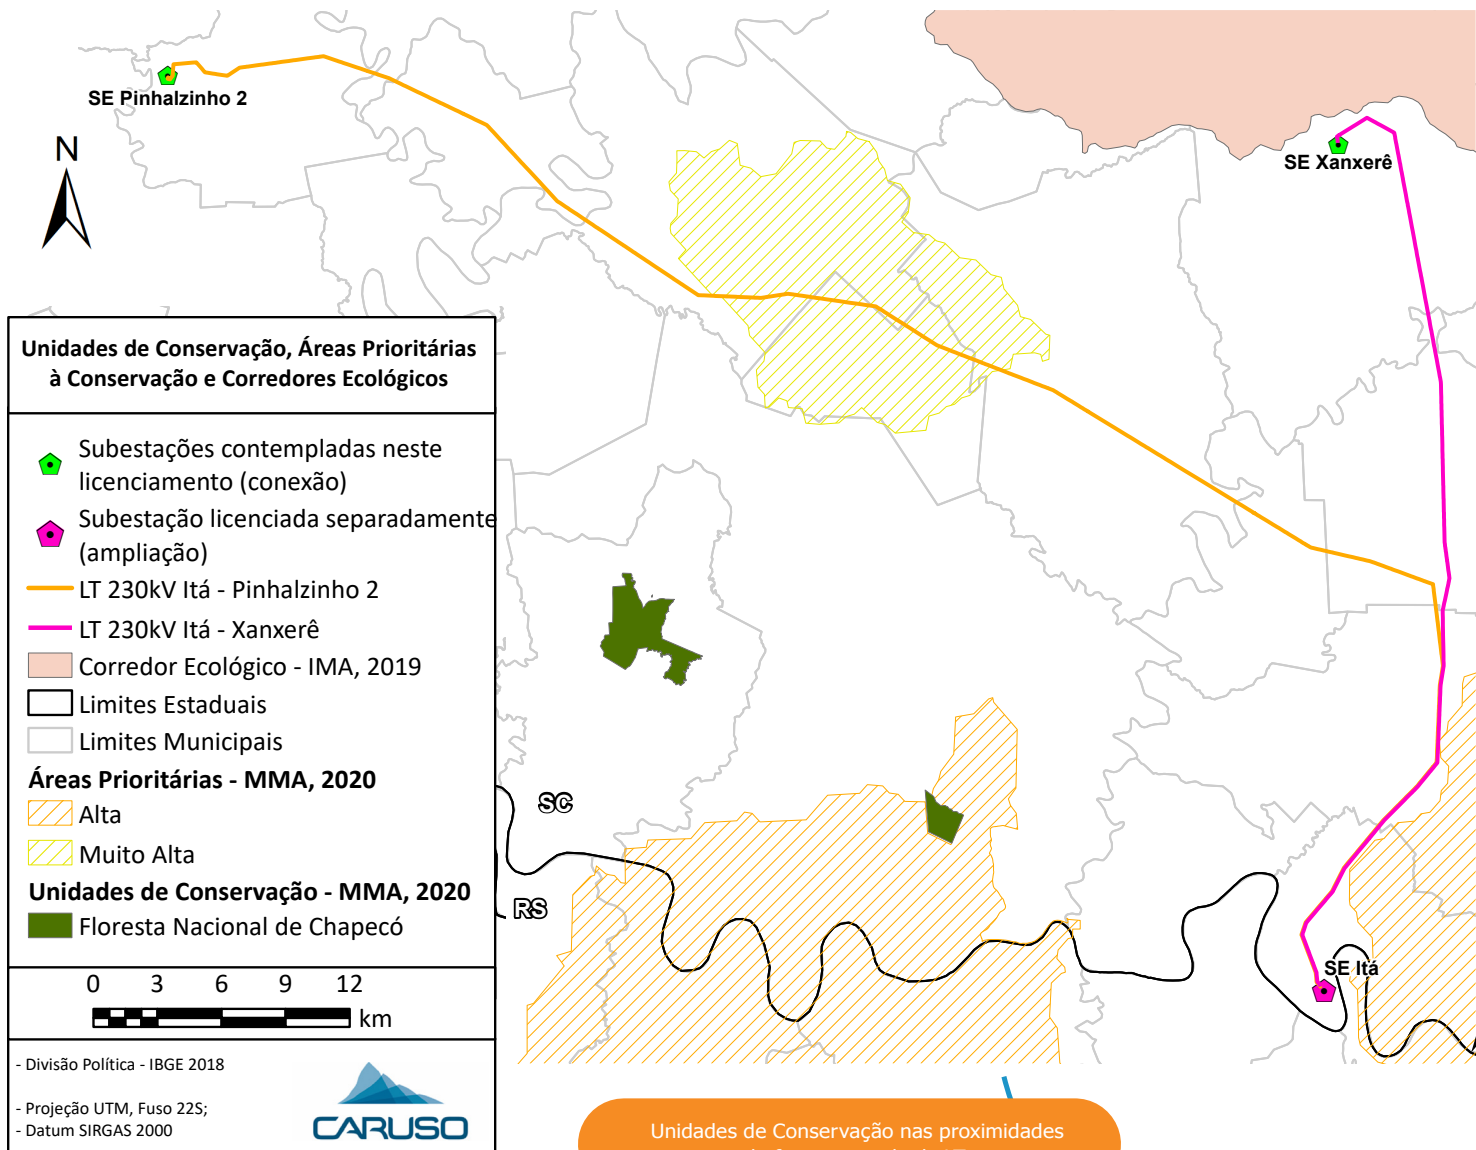 SE Pinhalzinho 2
N
SE Xanxerê
Unidades de Conservação, Áreas Prioritárias
à Conservação e Corredores Ecológicos
Subestações contempladas neste
licenciamento (conexão)
Subestação licenciada separadamente
(ampliação)
LT 230kV Itá - Pinhalzinho 2
LT 230kV Itá - Xanxerê
Corredor Ecológico - IMA, 2019
Limites Estaduais
Limites Municipais
Áreas Prioritárias - MMA, 2020
Alta
Muito Alta
Unidades de Conservação - MMA, 2020
Floresta Nacional de Chapecó
SC
RS
SE Itá
0 3 6 9 12
km
- Divisão Política - IBGE 2018
- Projeção UTM, Fuso 22S;
- Datum SIRGAS 2000
CARUSO
Unidades de Conservação nas proximidades